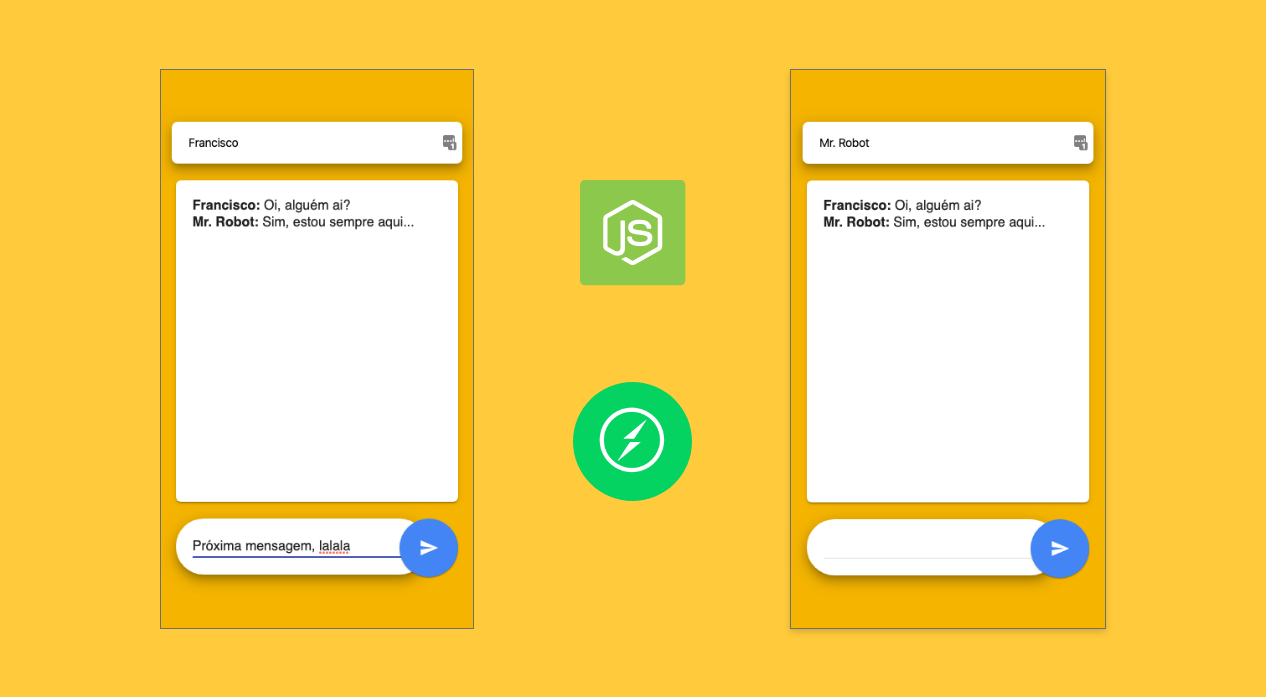 Francisco
Francisco: Oi, alguém ai?
Mr. Robot: Sim, estou sempre aqui...
Próxima mensagem, lalala
JS
Mr. Robot
Francisco: Oi, alguém ai?
Mr. Robot: Sim, estou sempre aqui...